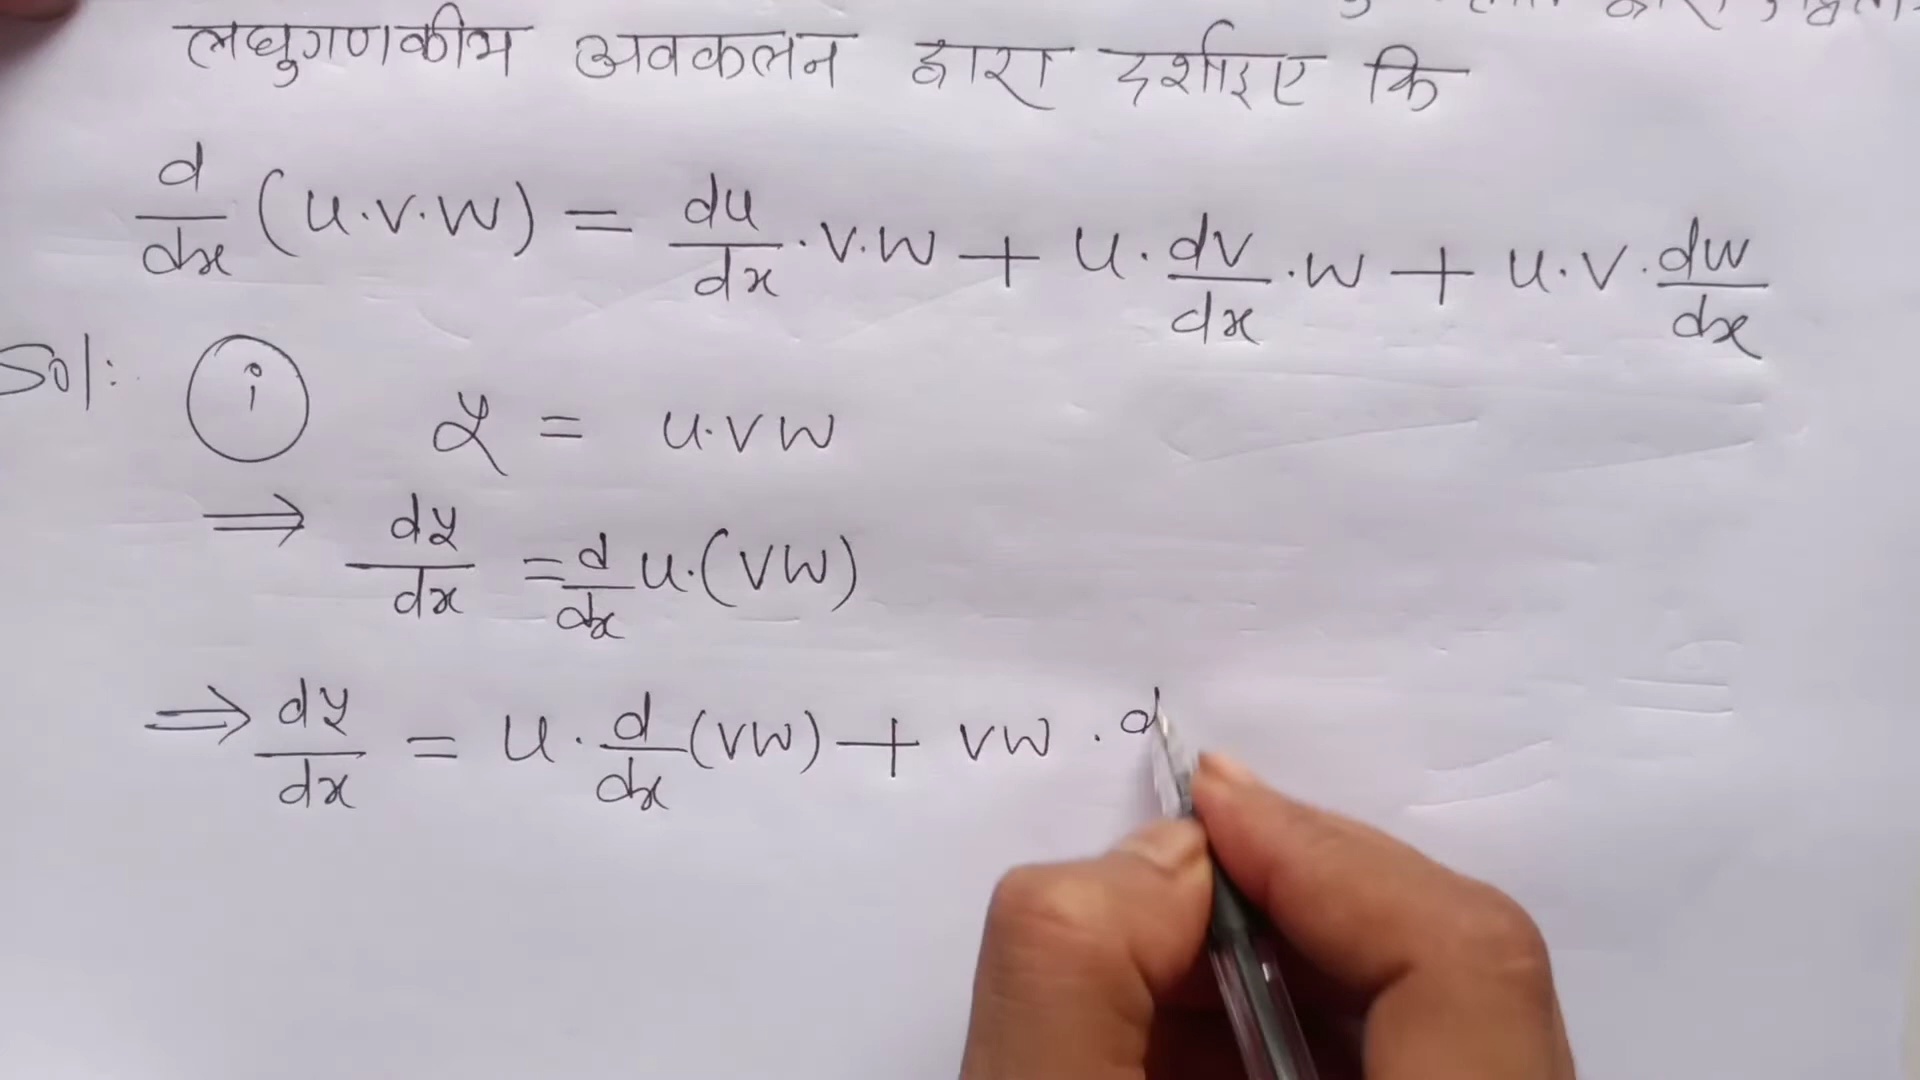 द्वारा
लघुगणकीय अवकलन द्वारा दर्शाइए कि
d/dx (u.v.w) = du/dx . v.w + u . dv/dx . w + u.v . dw/dx
Sol: (i) y = u.vw
⇒ dy/dx = d/dx u.(vw)
⇒ dy/dx = u . d/dx (vw) + vw . d